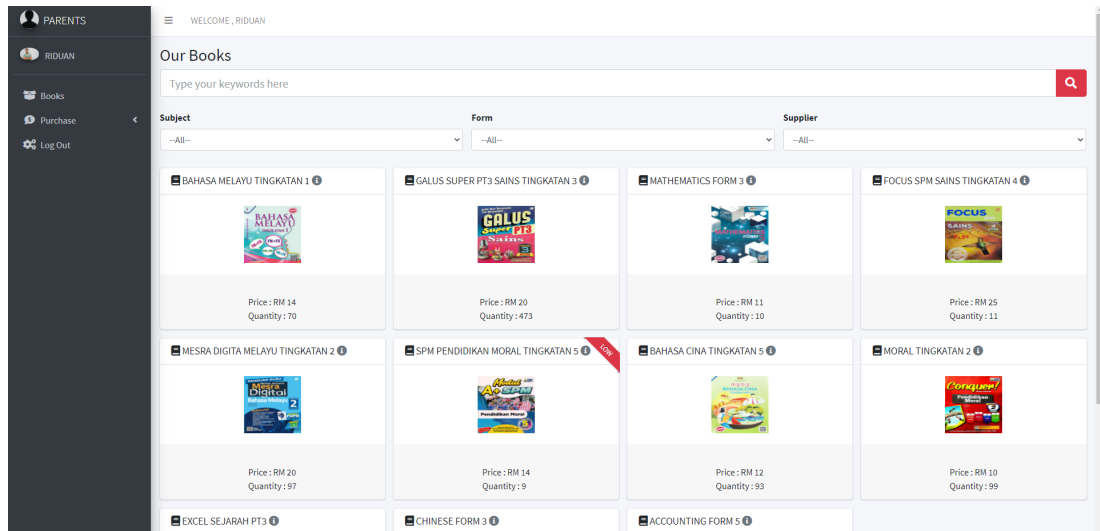 PARENTS
WELCOME , RIDUAN
RIDUAN
Books
Purchase
Log Out
Our Books
Type your keywords here
Subject
Form
Supplier
--All--
--All--
--All--
BAHASA MELAYU TINGKATAN 1
GALUS SUPER PT3 SAINS TINGKATAN 3
MATHEMATICS FORM 3
FOCUS SPM SAINS TINGKATAN 4
BAHASA
MELAYU
TINGKATAN 1
GALUS
Super PT3
Sains
MATHEMATICS
FOCUS
SAINS
Price : RM 14
Quantity : 70
Price : RM 20
Quantity : 473
Price : RM 11
Quantity : 10
Price : RM 25
Quantity : 11
MESRA DIGITA MELAYU TINGKATAN 2
SPM PENDIDIKAN MORAL TINGKATAN 5
LOW
BAHASA CINA TINGKATAN 5
MORAL TINGKATAN 2
Mesra
Digital
Bahasa Melayu
2
A+ SPM
Pendidikan Moral
BAHASA CINA
Conquer!
Pendidikan
Moral
Price : RM 20
Quantity : 97
Price : RM 14
Quantity : 9
Price : RM 12
Quantity : 93
Price : RM 10
Quantity : 99
EXCEL SEJARAH PT3
CHINESE FORM 3
ACCOUNTING FORM 5